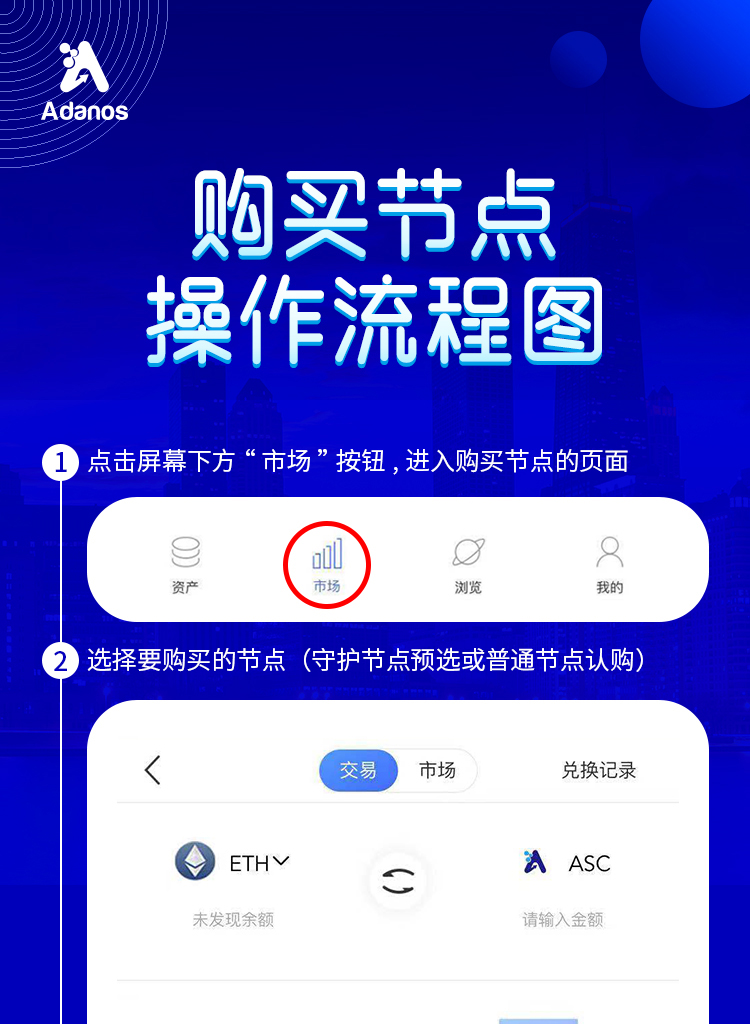 Adanos
购买节点
操作流程图
1 点击屏幕下方“市场”按钮，进入购买节点的页面
资产 市场 浏览 我的
2 选择要购买的节点（守护节点预选或普通节点认购）
交易 市场 兑换记录
ETH ASC
未发现余额 请输入金额